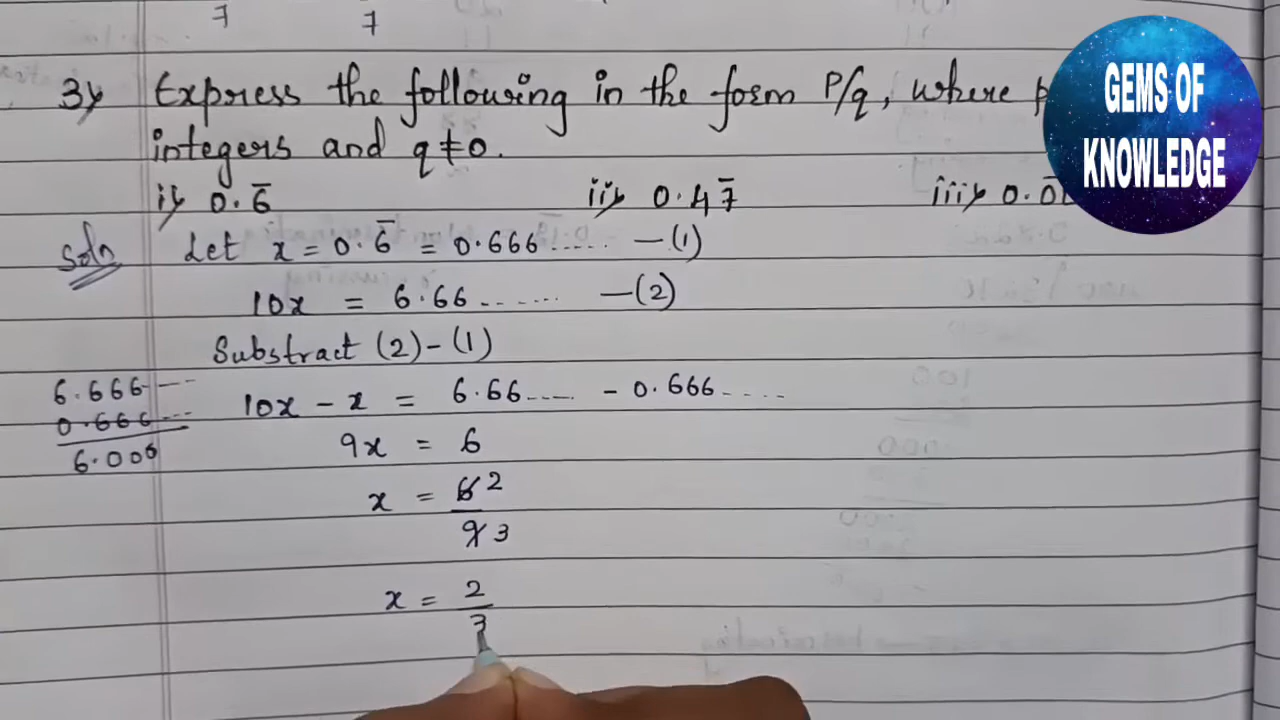 7 7
3) Express the following in the form P/q, where p
integers and q≠0.
i) 0.6̅ ii) 0.47̅ iii) 0.0̅
Soln Let x = 0.6̅ = 0.666...... —(1)
10x = 6.66........ —(2)
Substract (2)-(1)
10x - x = 6.66...... - 0.666.....
6.666---
0.666---
6.000
9x = 6
x = 6 2
9 3
x = 2
3
GEMS OF
KNOWLEDGE